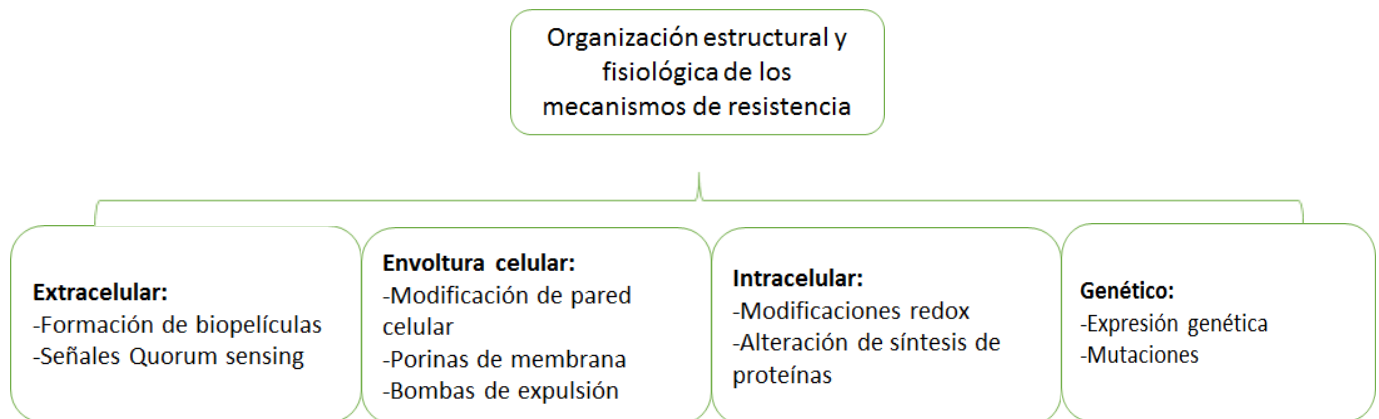 Organización estructural y
fisiológica de los
mecanismos de resistencia
Extracelular:
-Formación de biopelículas
-Señales Quorum sensing
Envoltura celular:
-Modificación de pared
celular
-Porinas de membrana
-Bombas de expulsión
Intracelular:
-Modificaciones redox
-Alteración de síntesis de
proteínas
Genético:
-Expresión genética
-Mutaciones